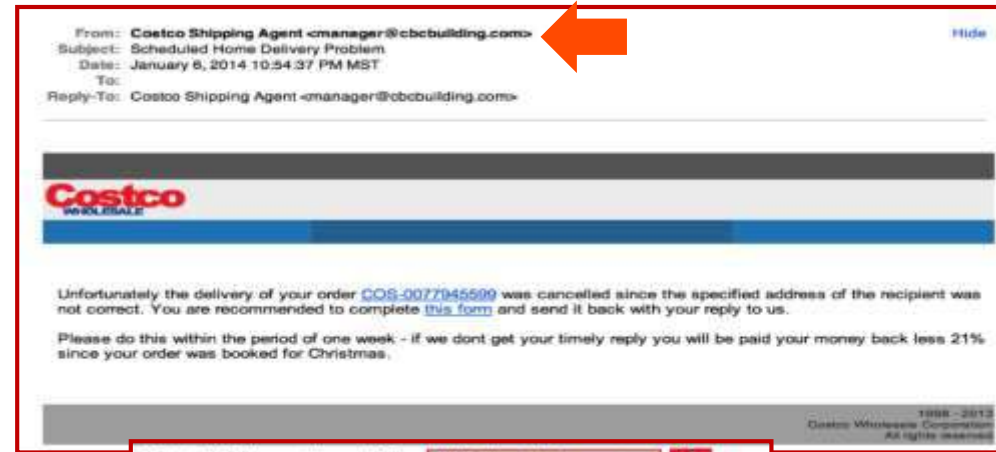 From: Costco Shipping Agent <manager@cbcbuilding.com>
Hide
Subject: Scheduled Home Delivery Problem
Date: January 6, 2014 10:54:37 PM MST
To:
Reply-To: Costco Shipping Agent <manager@cbcbuilding.com>
Costco
WHOLESALE
Unfortunately the delivery of your order COS-0077945599 was cancelled since the specified address of the recipient was
not correct. You are recommended to complete this form and send it back with your reply to us.
Please do this within the period of one week - if we dont get your timely reply you will be paid your money back less 21%
since your order was booked for Christmas.
1998 - 2013
Costco Wholesale Corporation
All rights reserved